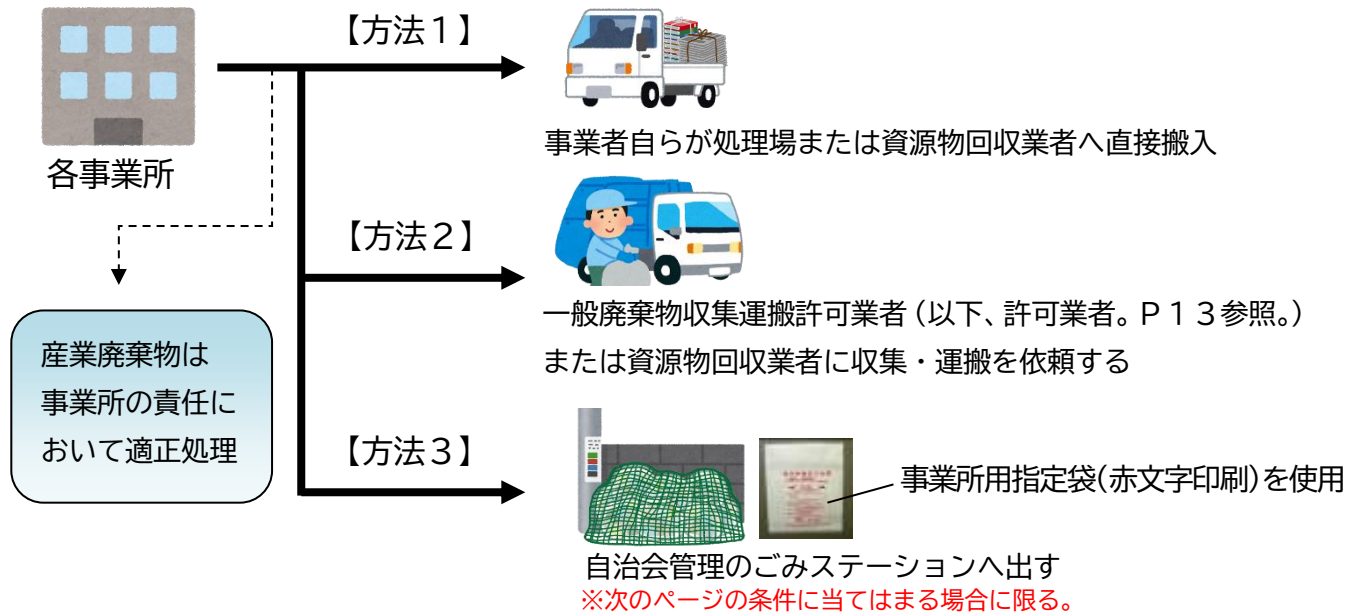 【方法１】
各事業所
事業者自らが処理場または資源物回収業者へ直接搬入
【方法２】
一般廃棄物収集運搬許可業者（以下、許可業者。Ｐ１３参照。）
または資源物回収業者に収集・運搬を依頼する
産業廃棄物は
事業所の責任に
おいて適正処理
【方法３】
事業所用指定袋(赤文字印刷)を使用
自治会管理のごみステーションへ出す
※次のページの条件に当てはまる場合に限る。